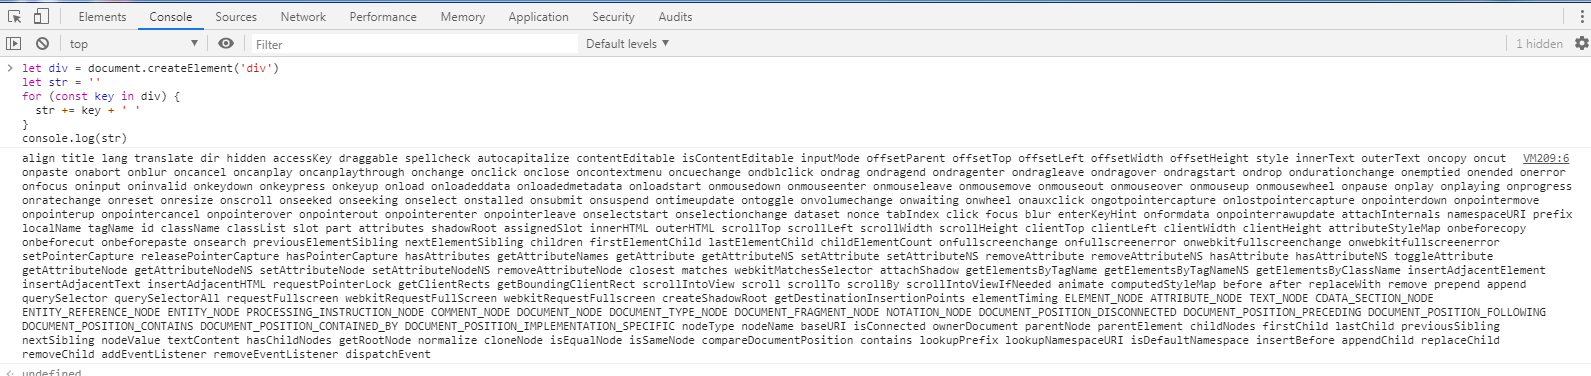 Elements Console Sources Network Performance Memory Application Security Audits
top Filter Default levels 1 hidden
let div = document.createElement('div')
let str = ''
for (const key in div) {
str += key + ' '
}
console.log(str)
align title lang translate dir hidden accessKey draggable spellcheck autocapitalize contentEditable isContentEditable inputMode offsetParent offsetTop offsetLeft offsetWidth offsetHeight style innerText outerText oncopy oncut VM209:6
onpaste onabort onblur oncancel oncanplay oncanplaythrough onchange onclick onclose oncontextmenu oncuechange ondblclick ondrag ondragend ondragenter ondragleave ondragover ondragstart ondrop ondurationchange onemptied onended onerror
onfocus oninput oninvalid onkeydown onkeypress onkeyup onload onloadeddata onloadedmetadata onloadstart onmousedown onmouseenter onmouseleave onmousemove onmouseout onmouseover onmouseup onmousewheel onpause onplay onplaying onprogress
onratechange onreset onresize onscroll onseeked onseeking onselect onstalled onsubmit onsuspend ontimeupdate ontoggle onvolumechange onwaiting onwheel onauxclick ongotpointercapture onlostpointercapture onpointerdown onpointermove
onpointerup onpointercancel onpointerover onpointerout onpointerenter onpointerleave onselectstart onselectionchange dataset nonce tabIndex click focus blur enterKeyHint onformdata onpointerrawupdate attachInternals namespaceURI prefix
localName tagName id className classList slot part attributes shadowRoot assignedSlot innerHTML outerHTML scrollTop scrollLeft scrollWidth scrollHeight clientTop clientLeft clientWidth clientHeight attributeStyleMap onbeforecopy
onbeforecut onbeforepaste onsearch previousElementSibling nextElementSibling children firstElementChild lastElementChild childElementCount onfullscreenchange onfullscreenerror onwebkitfullscreenchange onwebkitfullscreenerror
setPointerCapture releasePointerCapture hasPointerCapture hasAttributes getAttributeNames getAttribute getAttributeNS setAttribute setAttributeNS removeAttribute removeAttributeNS hasAttribute hasAttributeNS toggleAttribute
getAttributeNode getAttributeNodeNS setAttributeNode setAttributeNodeNS removeAttributeNode closest matches webkitMatchesSelector attachShadow getElementsByTagName getElementsByTagNameNS getElementsByClassName insertAdjacentElement
insertAdjacentText insertAdjacentHTML requestPointerLock getClientRects getBoundingClientRect scrollIntoView scroll scrollTo scrollBy scrollIntoViewIfNeeded animate computedStyleMap before after replaceWith remove prepend append
querySelector querySelectorAll requestFullscreen webkitRequestFullScreen webkitRequestFullscreen createShadowRoot getDestinationInsertionPoints elementTiming ELEMENT_NODE ATTRIBUTE_NODE TEXT_NODE CDATA_SECTION_NODE
ENTITY_REFERENCE_NODE ENTITY_NODE PROCESSING_INSTRUCTION_NODE COMMENT_NODE DOCUMENT_NODE DOCUMENT_TYPE_NODE DOCUMENT_FRAGMENT_NODE NOTATION_NODE DOCUMENT_POSITION_DISCONNECTED DOCUMENT_POSITION_PRECEDING DOCUMENT_POSITION_FOLLOWING
DOCUMENT_POSITION_CONTAINS DOCUMENT_POSITION_CONTAINED_BY DOCUMENT_POSITION_IMPLEMENTATION_SPECIFIC nodeType nodeName baseURI isConnected ownerDocument parentNode parentElement childNodes firstChild lastChild previousSibling
nextSibling nodeValue textContent hasChildNodes getRootNode normalize cloneNode isEqualNode isSameNode compareDocumentPosition contains lookupPrefix lookupNamespaceURI isDefaultNamespace insertBefore appendChild replaceChild
removeChild addEventListener removeEventListener dispatchEvent
undefined